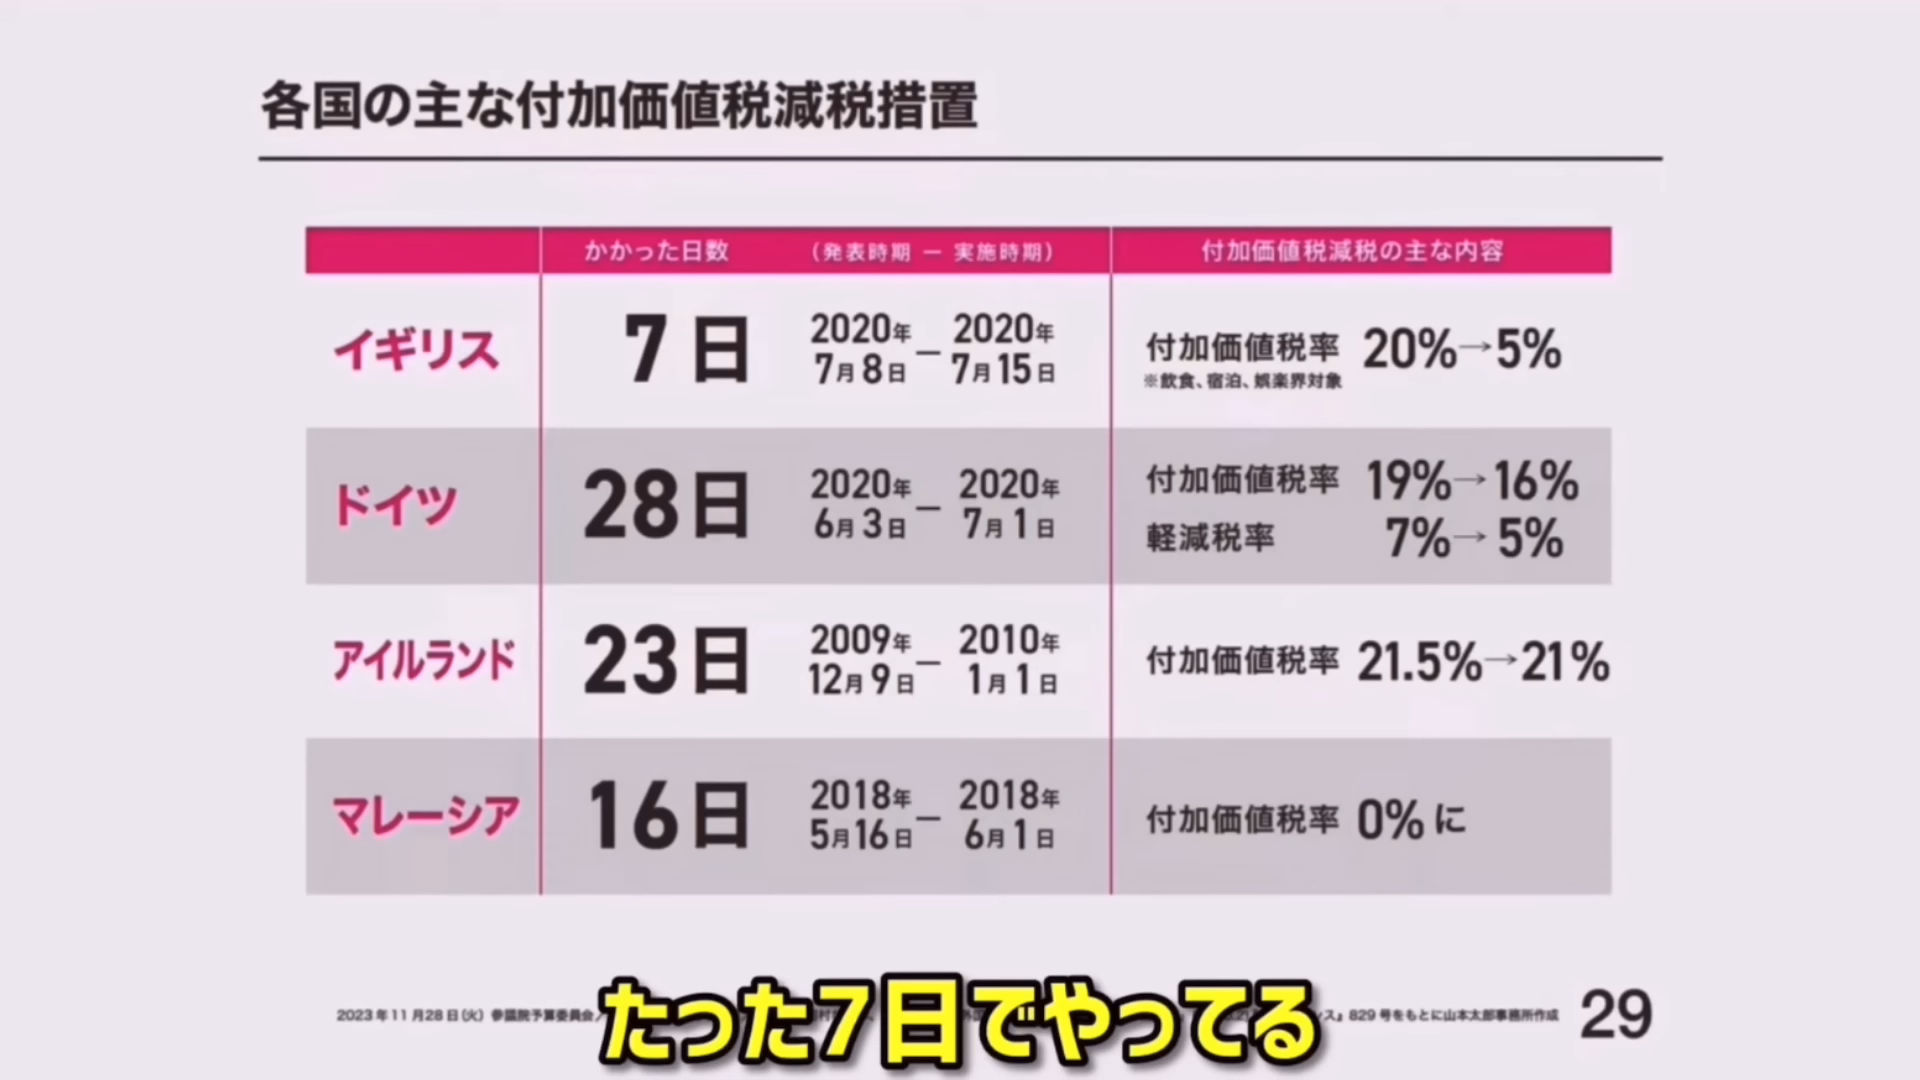 各国の主な付加価値税減税措置
かかった日数 （発表時期 ー 実施時期） 付加価値税減税の主な内容
イギリス 7日 2020年7月8日 ー 2020年7月15日 付加価値税率 20%→5%
※飲食、宿泊、娯楽界対象
ドイツ 28日 2020年6月3日 ー 2020年7月1日 付加価値税率 19%→16%
軽減税率 7%→5%
アイルランド 23日 2009年12月9日 ー 2010年1月1日 付加価値税率 21.5%→21%
マレーシア 16日 2018年5月16日 ー 2018年6月1日 付加価値税率 0%に
2023年11月28日（火）参議院予算委員会 829号をもとに山本太郎事務所作成 29
たった7日でやってる